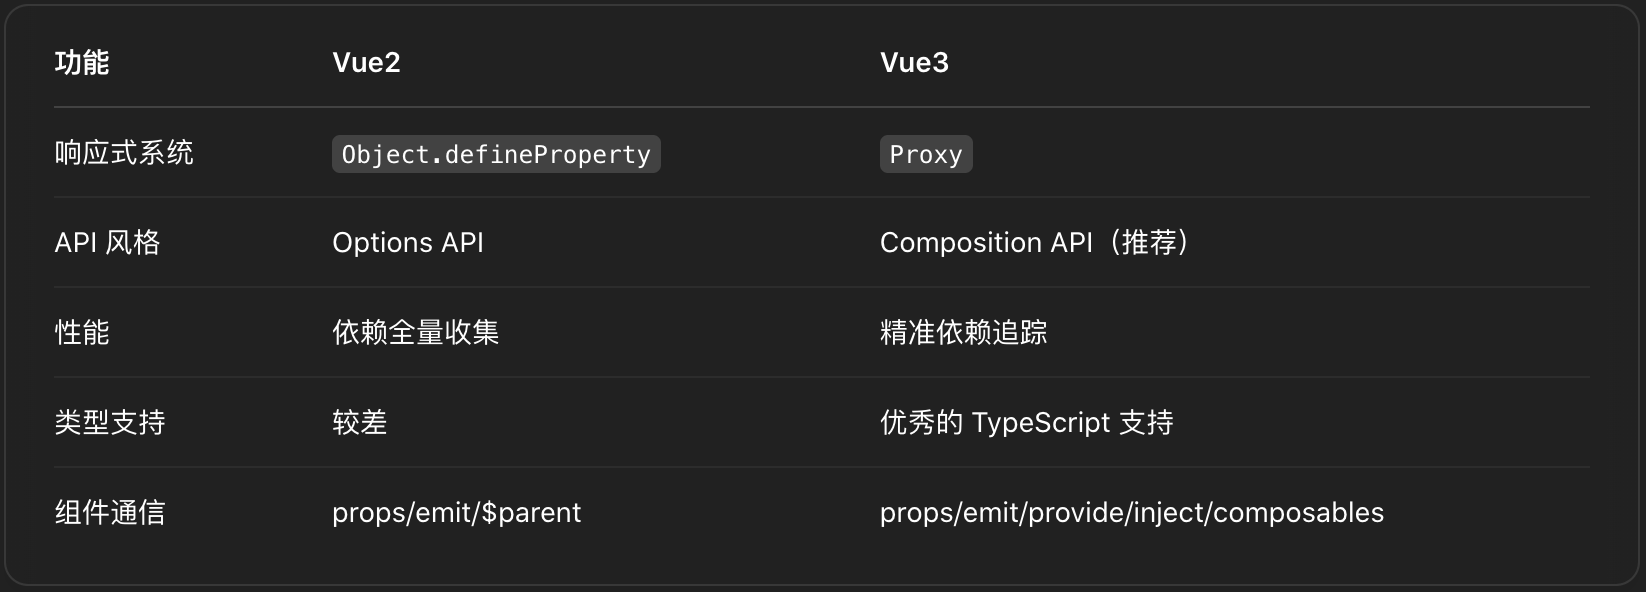 功能 Vue2 Vue3
响应式系统 Object.defineProperty Proxy
API 风格 Options API Composition API（推荐）
性能 依赖全量收集 精准依赖追踪
类型支持 较差 优秀的 TypeScript 支持
组件通信 props/emit/$parent props/emit/provide/inject/composables